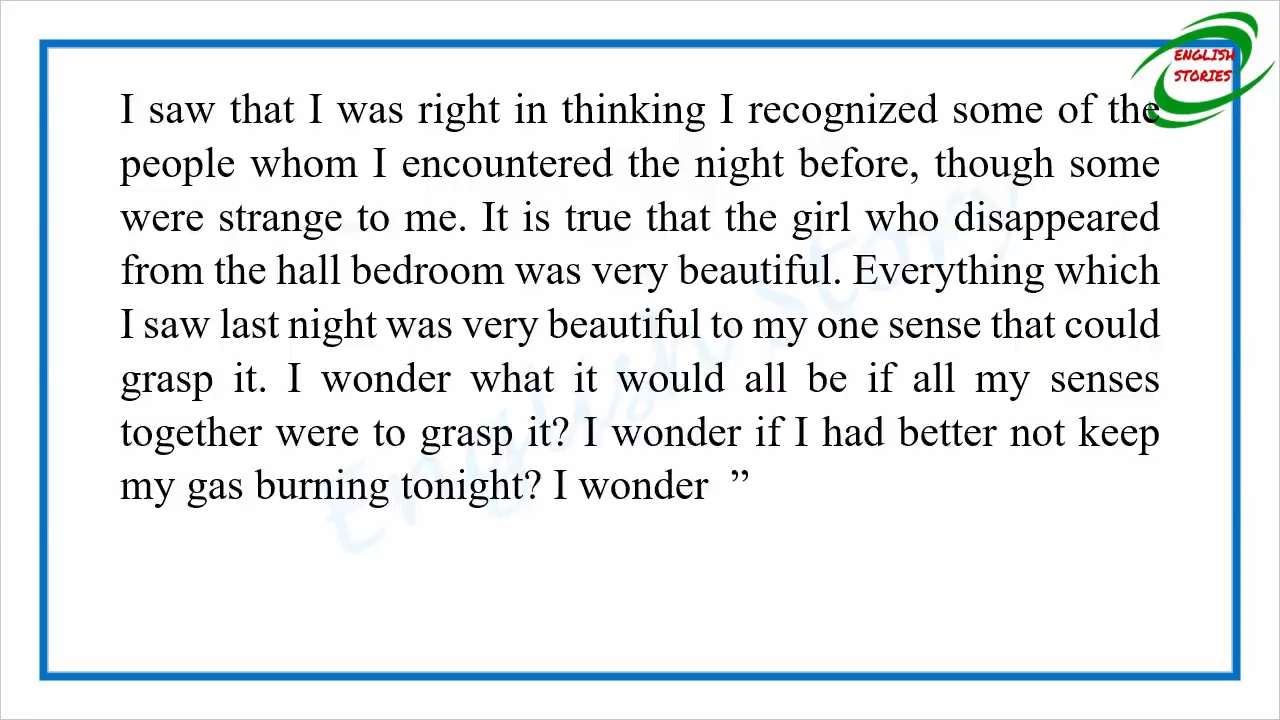 ENGLISH
STORIES
I saw that I was right in thinking I recognized some of the
people whom I encountered the night before, though some
were strange to me. It is true that the girl who disappeared
from the hall bedroom was very beautiful. Everything which
I saw last night was very beautiful to my one sense that could
grasp it. I wonder what it would all be if all my senses
together were to grasp it? I wonder if I had better not keep
my gas burning tonight? I wonder ”
English Story